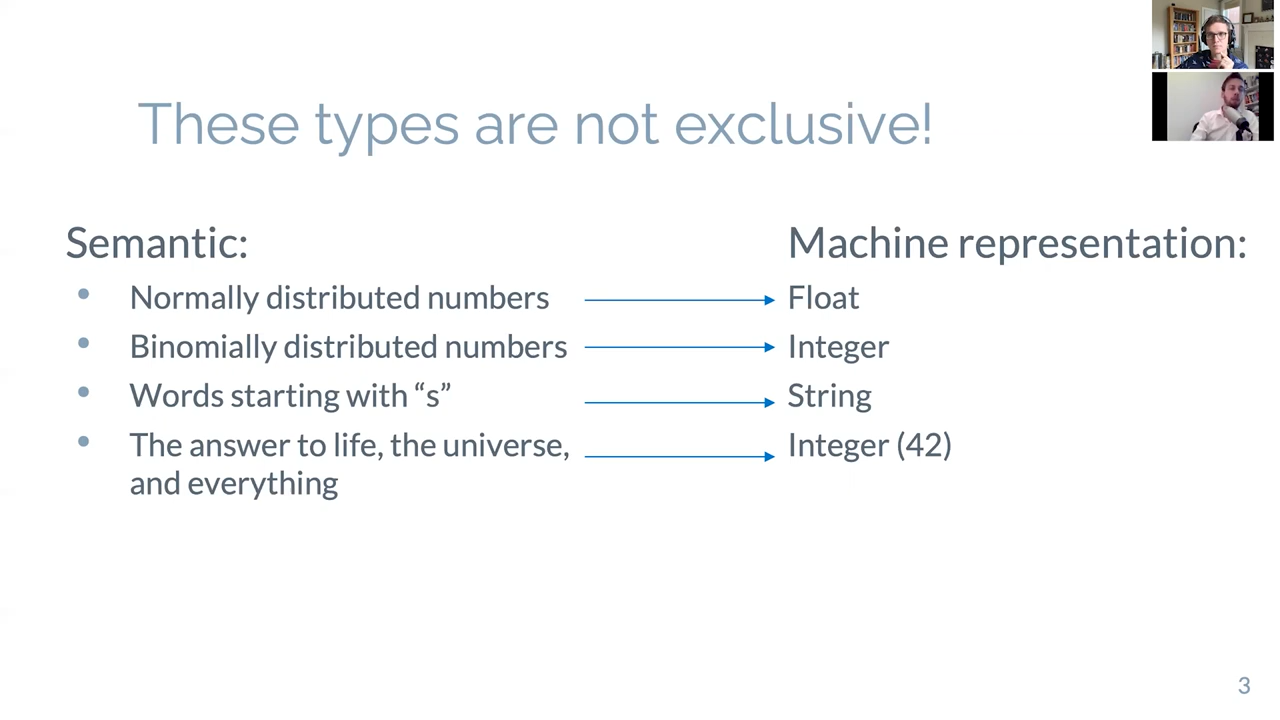 These types are not exclusive!
Semantic:
Machine representation:
Normally distributed numbers
Float
Binomially distributed numbers
Integer
Words starting with “s”
String
The answer to life, the universe,
and everything
Integer (42)
3